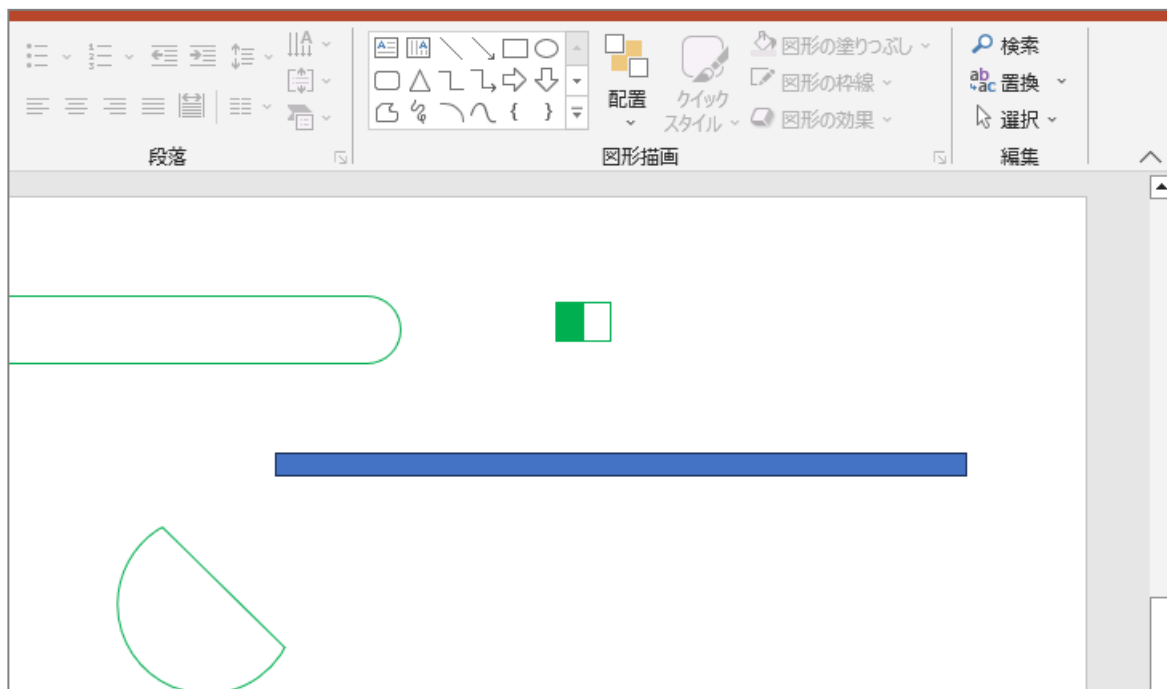 検索
配置
クイック
スタイル
図形の塗りつぶし
図形の枠線
図形の効果
置換
選択
段落
図形描画
編集